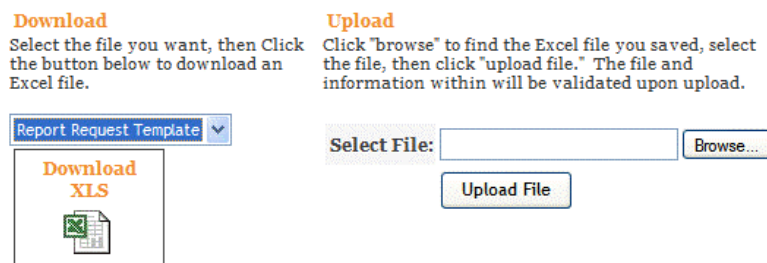 Download
Select the file you want, then Click
the button below to download an
Excel file.
Report Request Template
Download
XLS
Upload
Click "browse" to find the Excel file you saved, select
the file, then click "upload file." The file and
information within will be validated upon upload.
Select File:
Browse...
Upload File